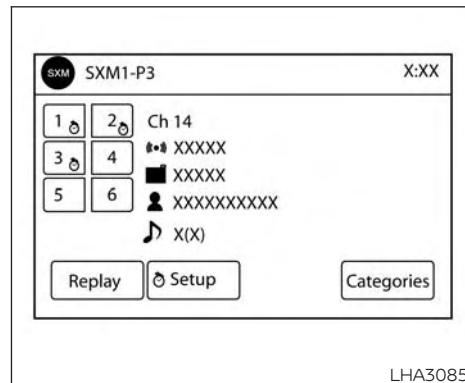 SXM SXM1-P3 X:XX
1 2 Ch 14
XXXXX
3 4
XXXXX
5 6
XXXXXXXXXX
X(X)
Replay Setup Categories
LHA3085